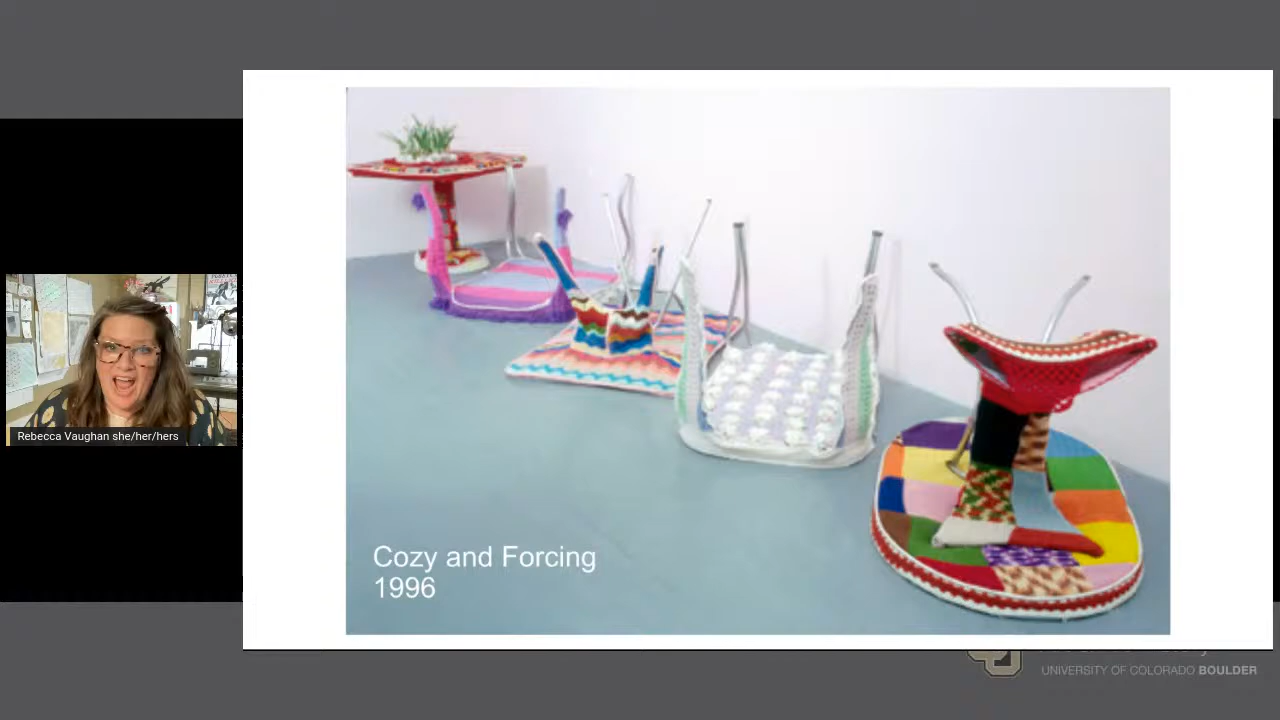 Rebecca Vaughan she/her/hers
Cozy and Forcing
1996
UNIVERSITY OF COLORADO BOULDER